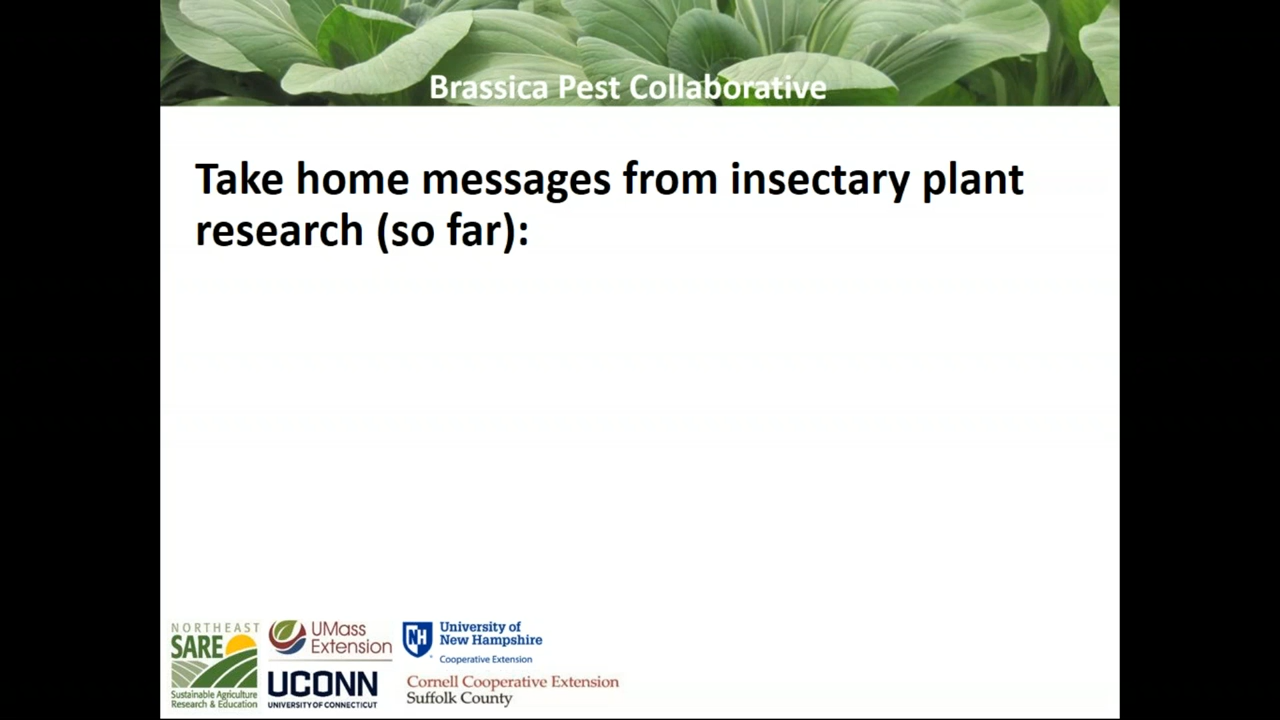 Brassica Pest Collaborative
Take home messages from insectary plant
research (so far):
NORTHEAST
SARE
Sustainable Agriculture
Research & Education
UMass
Extension
UCONN
UNIVERSITY OF CONNECTICUT
NH
University of
New Hampshire
Cooperative Extension
Cornell Cooperative Extension
Suffolk County